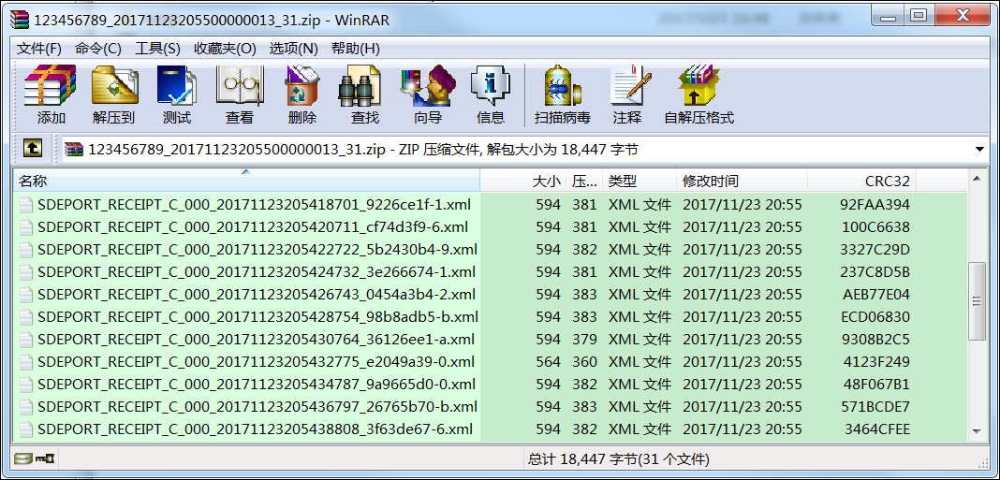 123456789_20171123205500000013_31.zip - WinRAR
文件(F) 命令(C) 工具(S) 收藏夹(O) 选项(N) 帮助(H)
添加 解压到 测试 查看 删除 查找 向导 信息 扫描病毒 注释 自解压格式
123456789_20171123205500000013_31.zip - ZIP 压缩文件, 解包大小为 18,447 字节
名称 大小 压... 类型 修改时间 CRC32
SDEPORT_RECEIPT_C_000_20171123205418701_9226ce1f-1.xml 594 381 XML 文件 2017/11/23 20:55 92FAA394
SDEPORT_RECEIPT_C_000_20171123205420711_cf74d3f9-6.xml 594 381 XML 文件 2017/11/23 20:55 100C6638
SDEPORT_RECEIPT_C_000_20171123205422722_5b2430b4-9.xml 594 382 XML 文件 2017/11/23 20:55 3327C29D
SDEPORT_RECEIPT_C_000_20171123205424732_3e266674-1.xml 594 381 XML 文件 2017/11/23 20:55 237C8D5B
SDEPORT_RECEIPT_C_000_20171123205426743_0454a3b4-2.xml 594 383 XML 文件 2017/11/23 20:55 AEB77E04
SDEPORT_RECEIPT_C_000_20171123205428754_98b8adb5-b.xml 594 383 XML 文件 2017/11/23 20:55 ECD06830
SDEPORT_RECEIPT_C_000_20171123205430764_36126ee1-a.xml 594 379 XML 文件 2017/11/23 20:55 9308B2C5
SDEPORT_RECEIPT_C_000_20171123205432775_e2049a39-0.xml 564 360 XML 文件 2017/11/23 20:55 4123F249
SDEPORT_RECEIPT_C_000_20171123205434787_9a9665d0-0.xml 594 382 XML 文件 2017/11/23 20:55 48F067B1
SDEPORT_RECEIPT_C_000_20171123205436797_26765b70-b.xml 594 383 XML 文件 2017/11/23 20:55 571BCDE7
SDEPORT_RECEIPT_C_000_20171123205438808_3f63de67-6.xml 594 382 XML 文件 2017/11/23 20:55 3464CFEE
总计 18,447 字节(31 个文件)